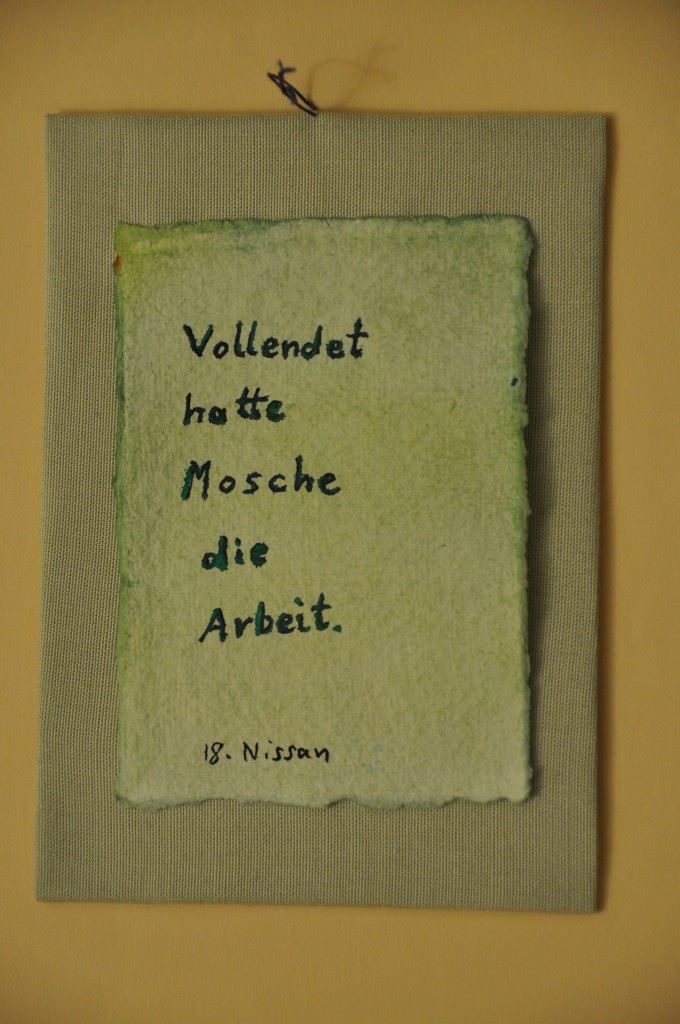 Vollendet
hatte
Mosche
die
Arbeit.
18. Nissan